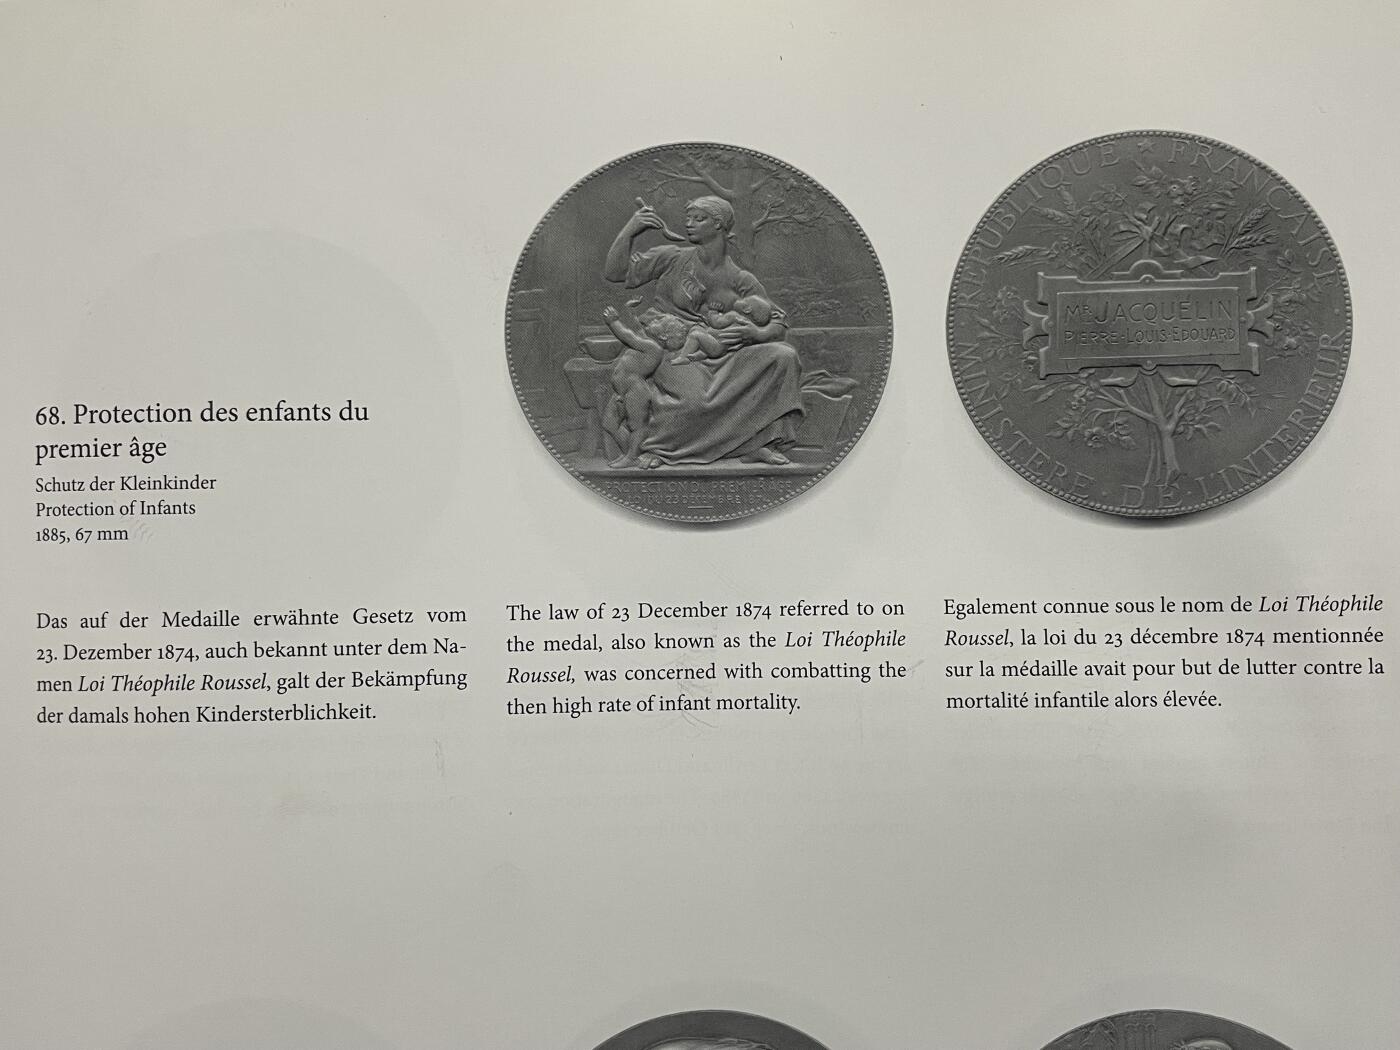 68. Protection des enfants du
premier âge
Schutz der Kleinkinder
Protection of Infants
1885, 67 mm
RÉPUBLIQUE ★ FRANÇAISE
MR. JACQUELIN
PIERRE·LOUIS·EDOUARD
MINISTERE · DE · L'INTERIEUR
Das auf der Medaille erwähnte Gesetz vom
23. Dezember 1874, auch bekannt unter dem Na-
men Loi Théophile Roussel, galt der Bekämpfung
der damals hohen Kindersterblichkeit.
The law of 23 December 1874 referred to on
the medal, also known as the Loi Théophile
Roussel, was concerned with combatting the
then high rate of infant mortality.
Egalement connue sous le nom de Loi Théophile
Roussel, la loi du 23 décembre 1874 mentionnée
sur la médaille avait pour but de lutter contre la
mortalité infantile alors élevée.